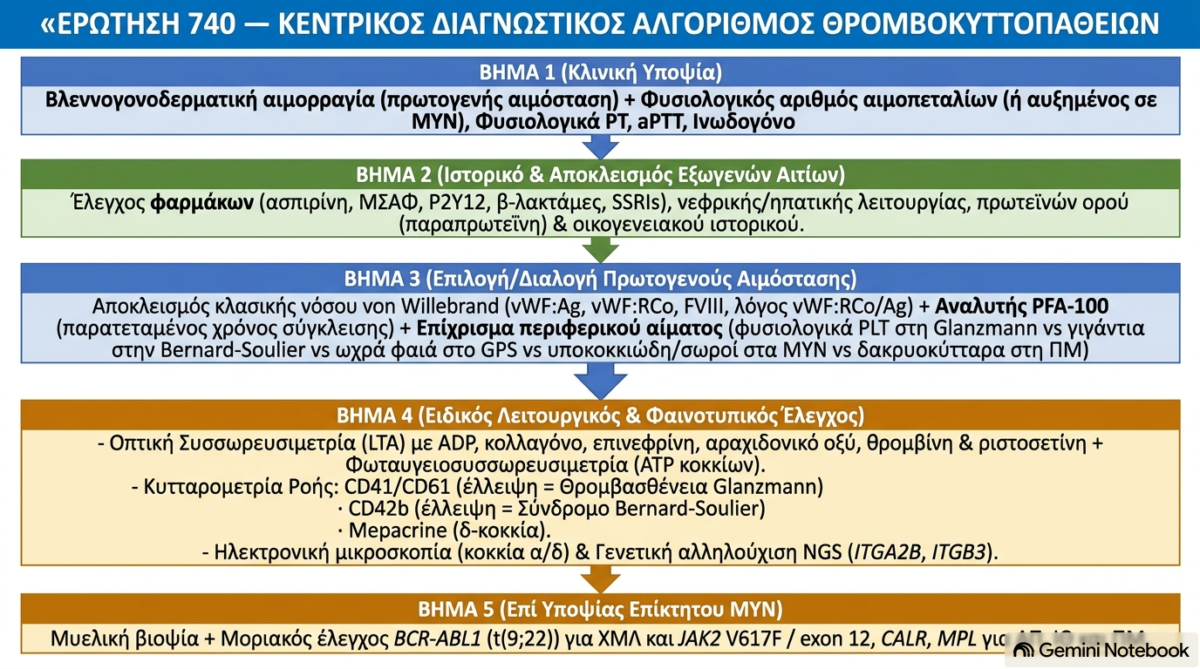 «ΕΡΩΤΗΣΗ 740 — ΚΕΝΤΡΙΚΟΣ ΔΙΑΓΝΩΣΤΙΚΟΣ ΑΛΓΟΡΙΘΜΟΣ ΘΡΟΜΒΟΚΥΤΤΟΠΑΘΕΙΩΝ
ΒΗΜΑ 1 (Κλινική Υποψία)
Βλεννογονοδερματική αιμορραγία (πρωτογενής αιμόσταση) + Φυσιολογικός αριθμός αιμοπεταλίων (ή αυξημένος σε
ΜΥΝ), Φυσιολογικά PT, aPTT, Ινωδογόνο
ΒΗΜΑ 2 (Ιστορικό & Αποκλεισμός Εξωγενών Αιτίων)
Έλεγχος φαρμάκων (ασπιρίνη, ΜΣΑΦ, P2Y12, β-λακτάμες, SSRIs), νεφρικής/ηπατικής λειτουργίας, πρωτεϊνών ορού
(παραπρωτεΐνη) & οικογενειακού ιστορικού.
ΒΗΜΑ 3 (Επιλογή/Διαλογή Πρωτογενούς Αιμόστασης)
Αποκλεισμός κλασικής νόσου von Willebrand (vWF:Ag, vWF:RCo, FVIII, λόγος vWF:RCo/Ag) + Αναλυτής PFA-100
(παρατεταμένος χρόνος σύγκλεισης) + Επίχρισμα περιφερικού αίματος (φυσιολογικά PLT στη Glanzmann vs γιγάντια
στην Bernard-Soulier vs ωχρά φαιά στο GPS vs υποκοκκιώδη/σωροί στα ΜΥΝ vs δακρυοκύτταρα στη ΠΜ)
ΒΗΜΑ 4 (Ειδικός Λειτουργικός & Φαινοτυπικός Έλεγχος)
- Οπτική Συσσωρευσιμετρία (LTA) με ADP, κολλαγόνο, επινεφρίνη, αραχιδονικό οξύ, θρομβίνη & ριστοσετίνη +
Φωταυγειοσυσσωρευσιμετρία (ATP κοκκίων).
- Κυτταρομετρία Ροής: CD41/CD61 (έλλειψη = Θρομβασθένεια Glanzmann)
· CD42b (έλλειψη = Σύνδρομο Bernard-Soulier)
· Mepacrine (δ-κοκκία).
- Ηλεκτρονική μικροσκοπία (κοκκία α/δ) & Γενετική αλληλούχιση NGS (ITGA2B, ITGB3).
ΒΗΜΑ 5 (Επί Υποψίας Επίκτητου ΜΥΝ)
Μυελική βιοψία + Μοριακός έλεγχος BCR-ABL1 (t(9;22)) για ΧΜΛ και JAK2 V617F / exon 12, CALR, MPL για
Gemini Notebook